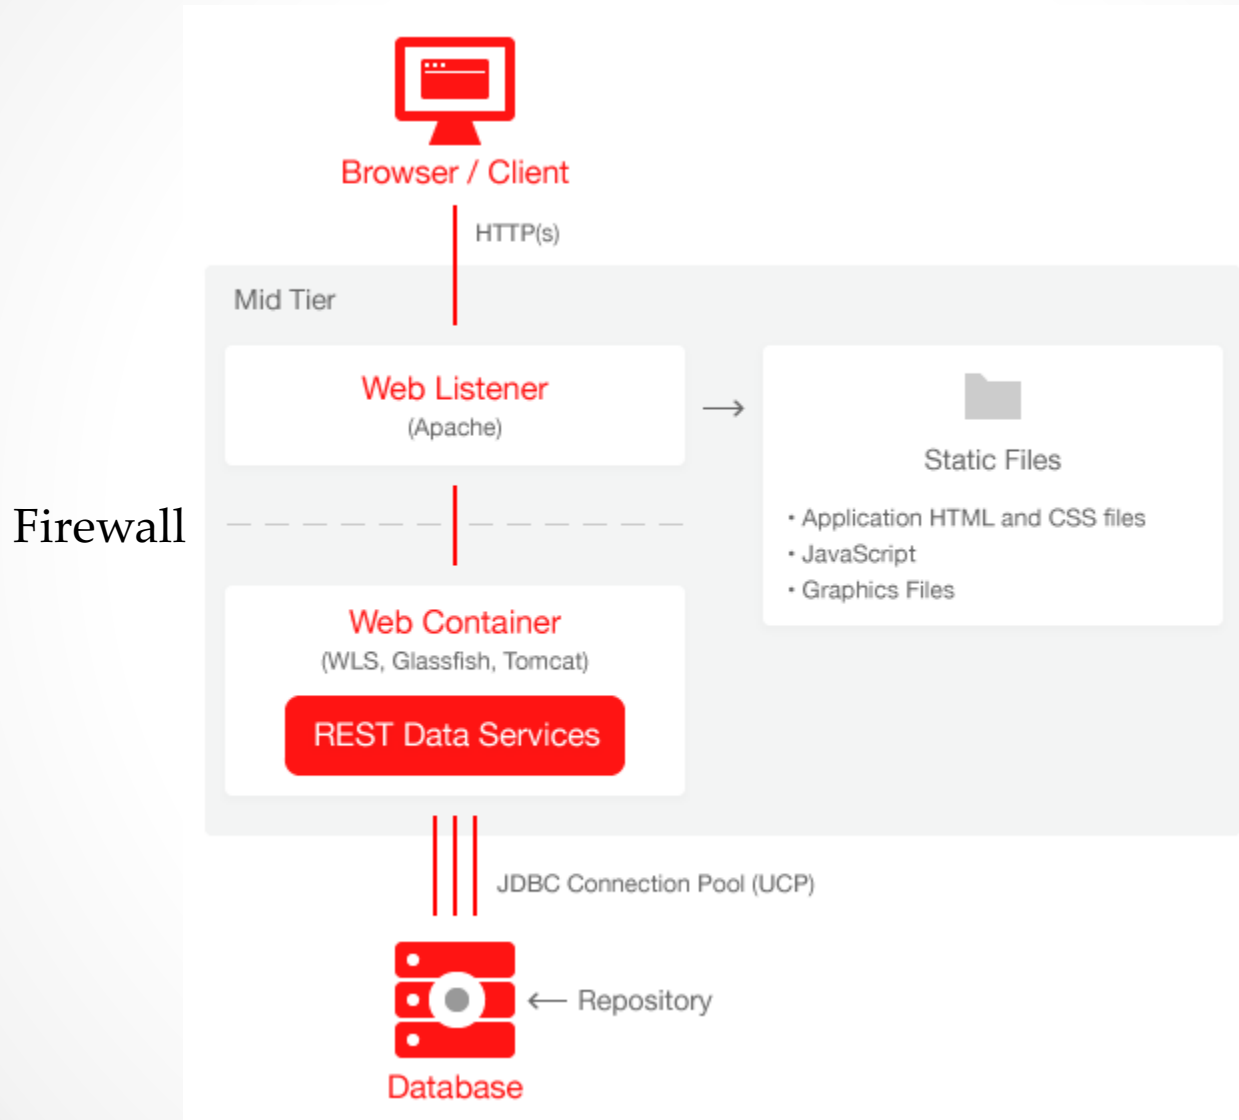 Browser / Client
HTTP(s)
Mid Tier
Web Listener
(Apache)
Static Files
• Application HTML and CSS files
• JavaScript
• Graphics Files
Firewall
Web Container
(WLS, Glassfish, Tomcat)
REST Data Services
JDBC Connection Pool (UCP)
Repository
Database